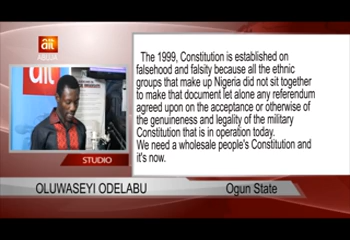 ait
ABUJA
The 1999, Constitution is established on
falsehood and falsity because all the ethnic
groups that make up Nigeria did not sit together
to make that document let alone any referendum
agreed upon on the acceptance or otherwise of
the genuineness and legality of the military
Constitution that is in operation today.
We need a wholesale people's Constitution and
it's now.
ait
STUDIO
OLUWASEYI ODELABU Ogun State